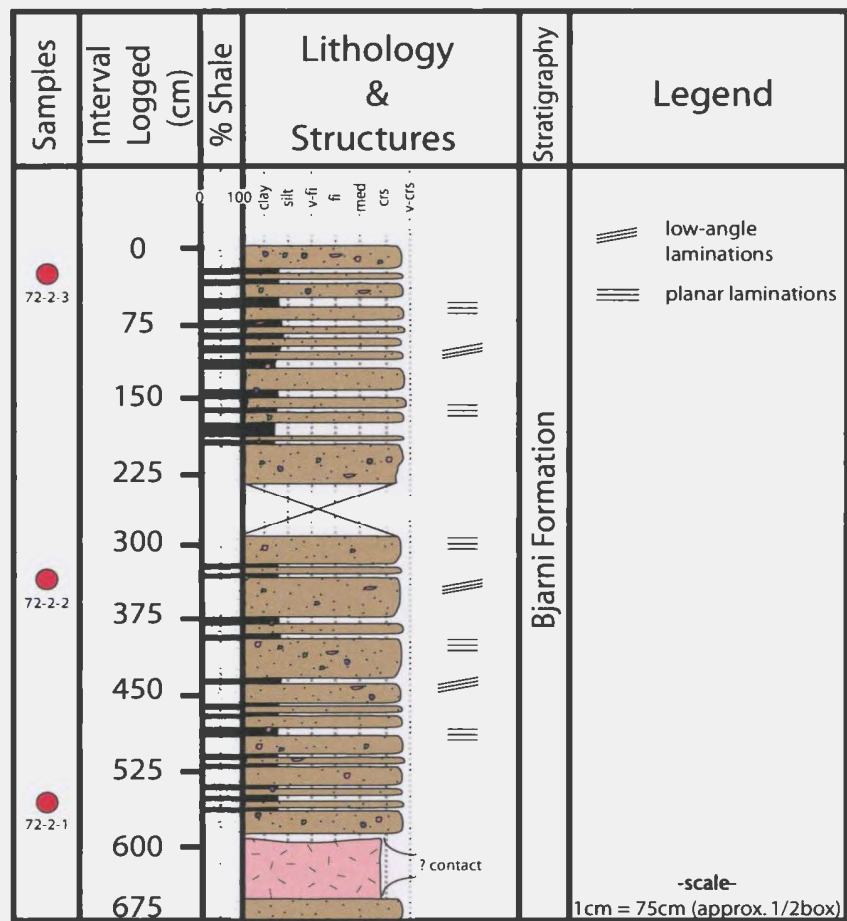 Samples
Interval
Logged
(cm)
% Shale
Lithology
&
Structures
Stratigraphy
Legend
0
100
clay
silt
v-fi
fi
med
crs
v-crs
0
75
150
225
300
375
450
525
600
675
72-2-3
72-2-2
72-2-1
? contact
Bjarni Formation
low-angle
laminations
planar laminations
-scale-
1cm = 75cm (approx. 1/2box)